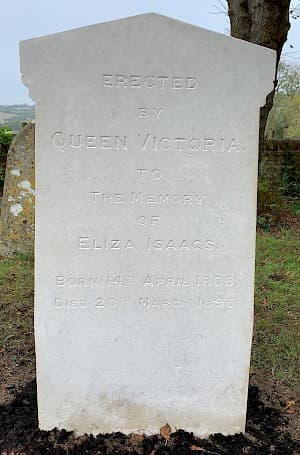 ERECTED
BY
QUEEN VICTORIA.
TO
THE MEMORY
OF
ELIZA ISAACS.
BORN 14TH APRIL 1808
DIED 20TH MARCH 1896